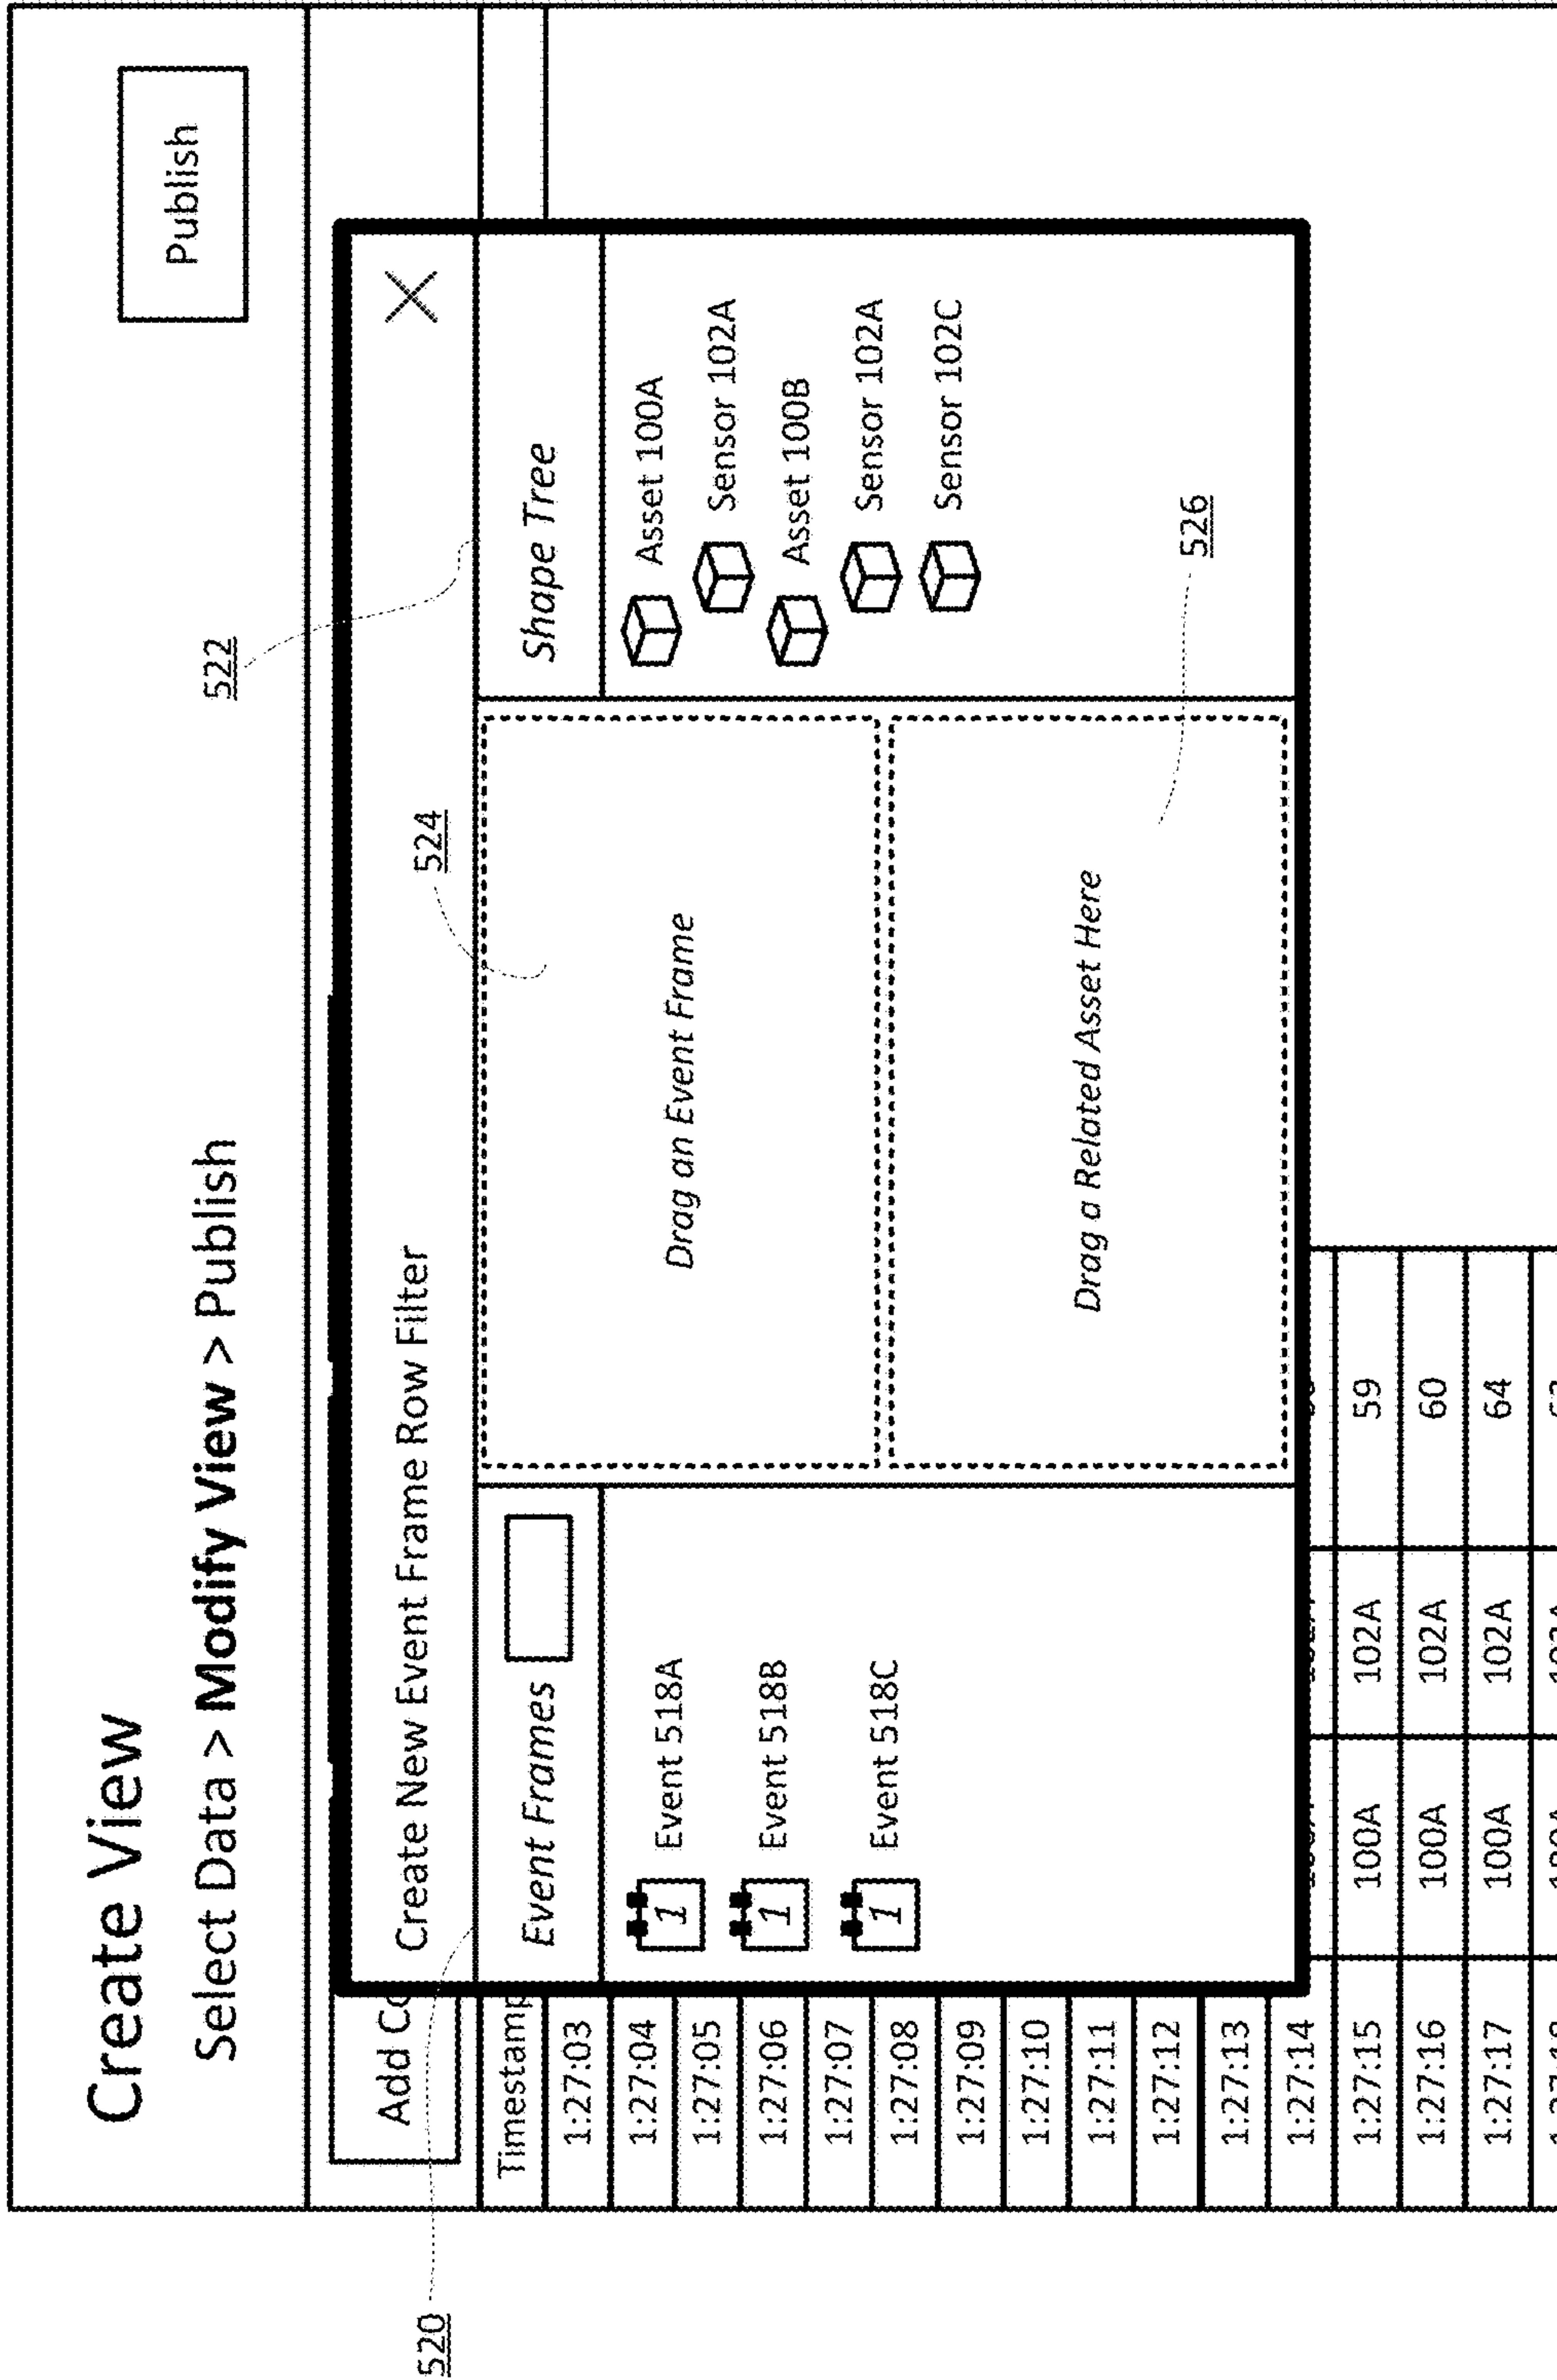 Create View
Publish
Select Data > Modify View > Publish
522
520
Add Co
Create New Event Frame Row Filter
524
Timestamp
Event Frames
Shape Tree
Event 518A
Event 518B
Event 518C
Drag an Event Frame
Drag a Related Asset Here
Asset 100A
Sensor 102A
Asset 100B
Sensor 102A
Sensor 102C
526
1:27:03
1:27:04
1:27:05
1:27:06
1:27:07
1:27:08
1:27:09
1:27:10
1:27:11
1:27:12
1:27:13
1:27:14
1:27:15 100A 102A 59
1:27:16 100A 102A 60
1:27:17 100A 102A 64
1
1
1